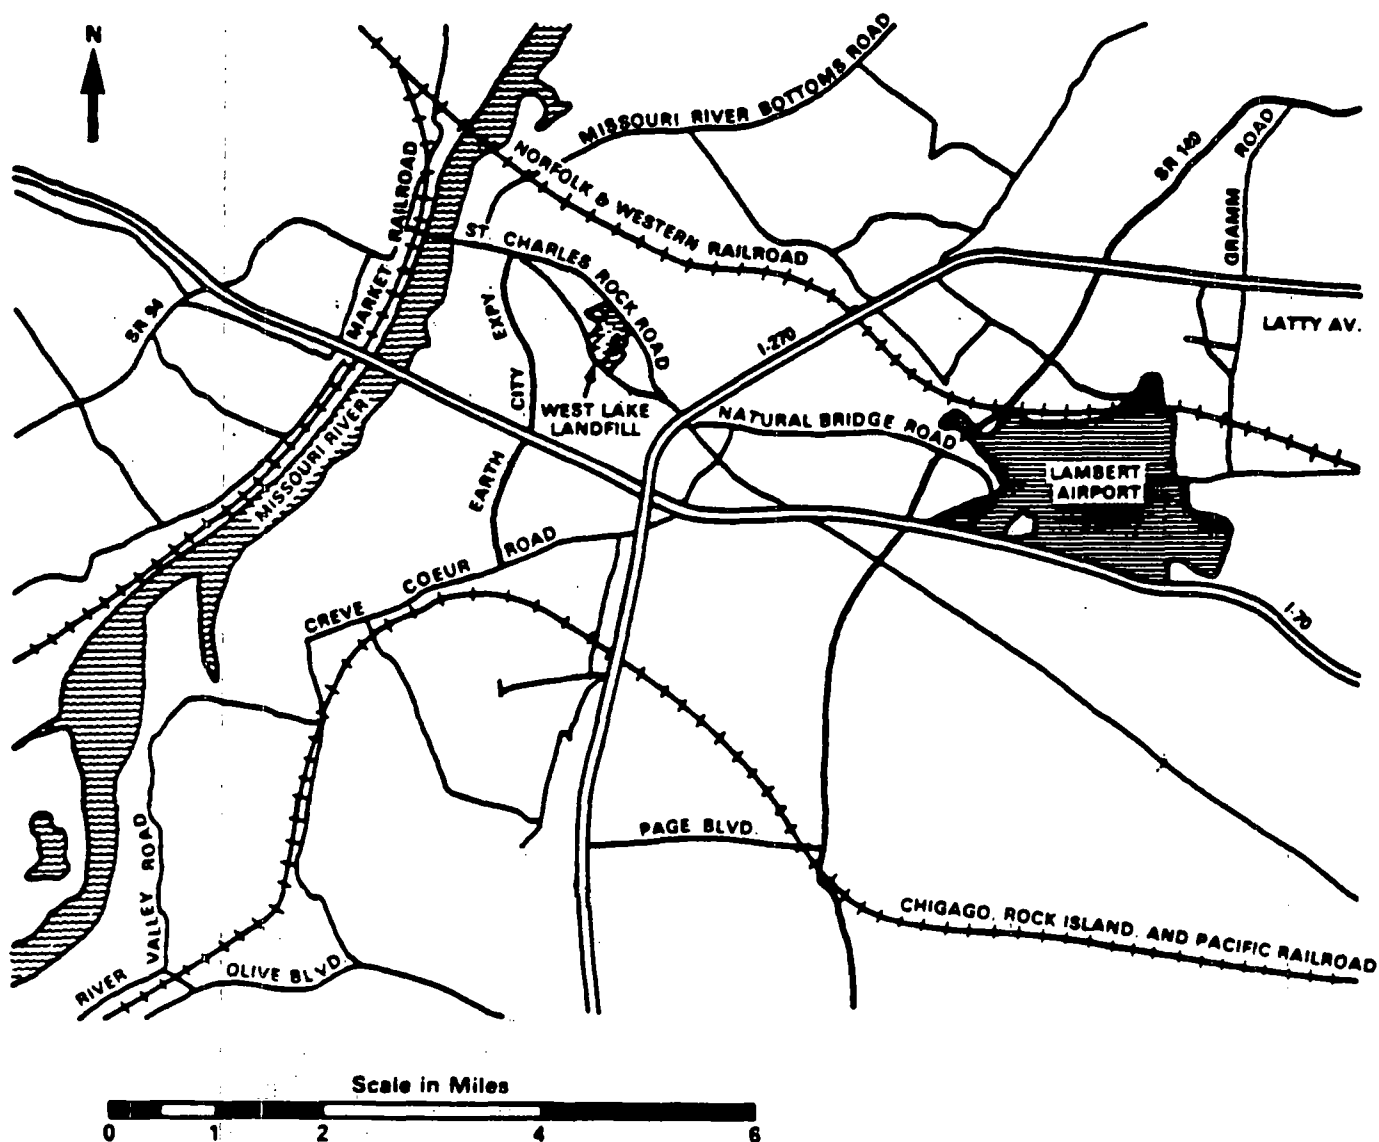 N
MISSOURI RIVER BOTTOMS ROAD
NORFOLK & WESTERN RAILROAD
SR 180
GRAMM ROAD
MARKET RAILROAD
ST. CHARLES ROCK ROAD
SR 94
EARTH CITY EXPY.
I-270
LATTY AV.
WEST LAKE
LANDFILL
NATURAL BRIDGE ROAD
MISSOURI RIVER
LAMBERT
AIRPORT
CREVE COEUR ROAD
I-70
PAGE BLVD.
RIVER VALLEY ROAD
OLIVE BLVD.
CHIGAGO, ROCK ISLAND, AND PACIFIC RAILROAD
Scale in Miles
0 1 2 4 6